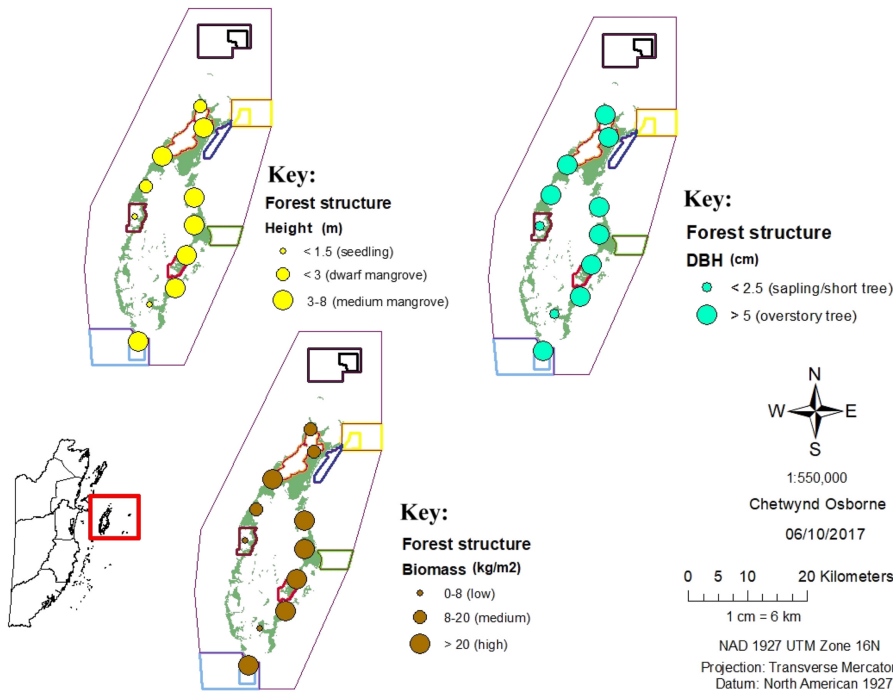 Key:
Forest structure
Height (m)
< 1.5 (seedling)
< 3 (dwarf mangrove)
3-8 (medium mangrove)
Key:
Forest structure
DBH (cm)
< 2.5 (sapling/short tree)
> 5 (overstory tree)
Key:
Forest structure
Biomass (kg/m2)
0-8 (low)
8-20 (medium)
> 20 (high)
N
W E
S
1:550,000
Chetwynd Osborne
06/10/2017
0 5 10 20 Kilometers
1 cm = 6 km
NAD 1927 UTM Zone 16N
Projection: Transverse Mercator
Datum: North American 1927